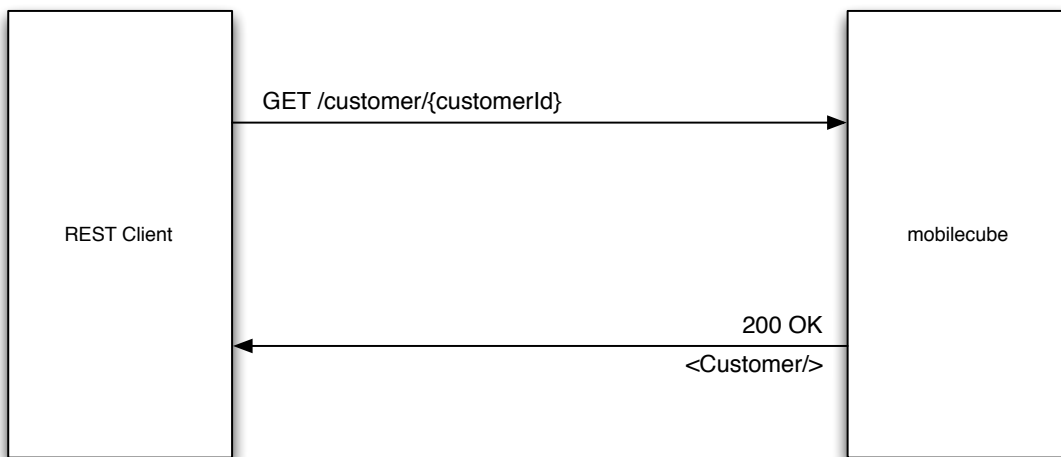 GET /customer/{customerId}
REST Client
mobilecube
200 OK
<Customer/>